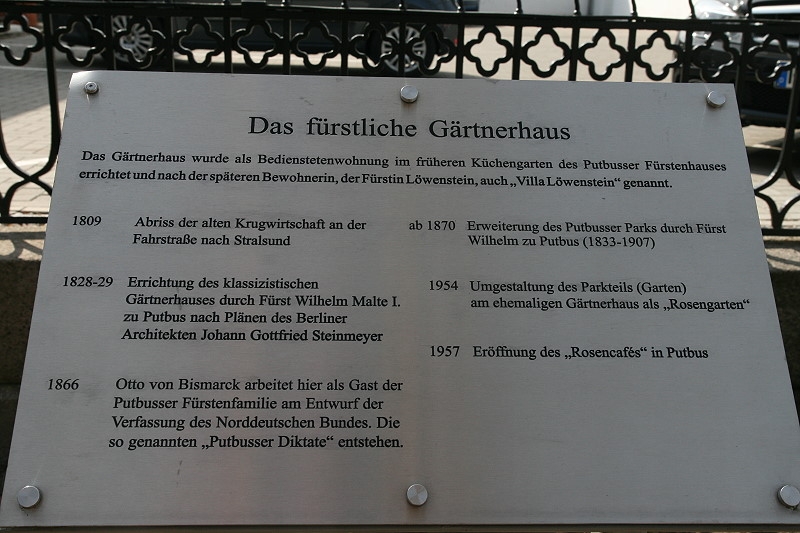 Das fürstliche Gärtnerhaus
Das Gärtnerhaus wurde als Bedienstetenwohnung im früheren Küchengarten des Putbusser Fürstenhauses
errichtet und nach der späteren Bewohnerin, der Fürstin Löwenstein, auch „Villa Löwenstein“ genannt.
1809 Abriss der alten Krugwirtschaft an der
Fahrstraße nach Stralsund
1828-29 Errichtung des klassizistischen
Gärtnerhauses durch Fürst Wilhelm Malte I.
zu Putbus nach Plänen des Berliner
Architekten Johann Gottfried Steinmeyer
1866 Otto von Bismarck arbeitet hier als Gast der
Putbusser Fürstenfamilie am Entwurf der
Verfassung des Norddeutschen Bundes. Die
so genannten „Putbusser Diktate“ entstehen.
ab 1870 Erweiterung des Putbusser Parks durch Fürst
Wilhelm zu Putbus (1833-1907)
1954 Umgestaltung des Parkteils (Garten)
am ehemaligen Gärtnerhaus als „Rosengarten“
1957 Eröffnung des „Rosencafés“ in Putbus